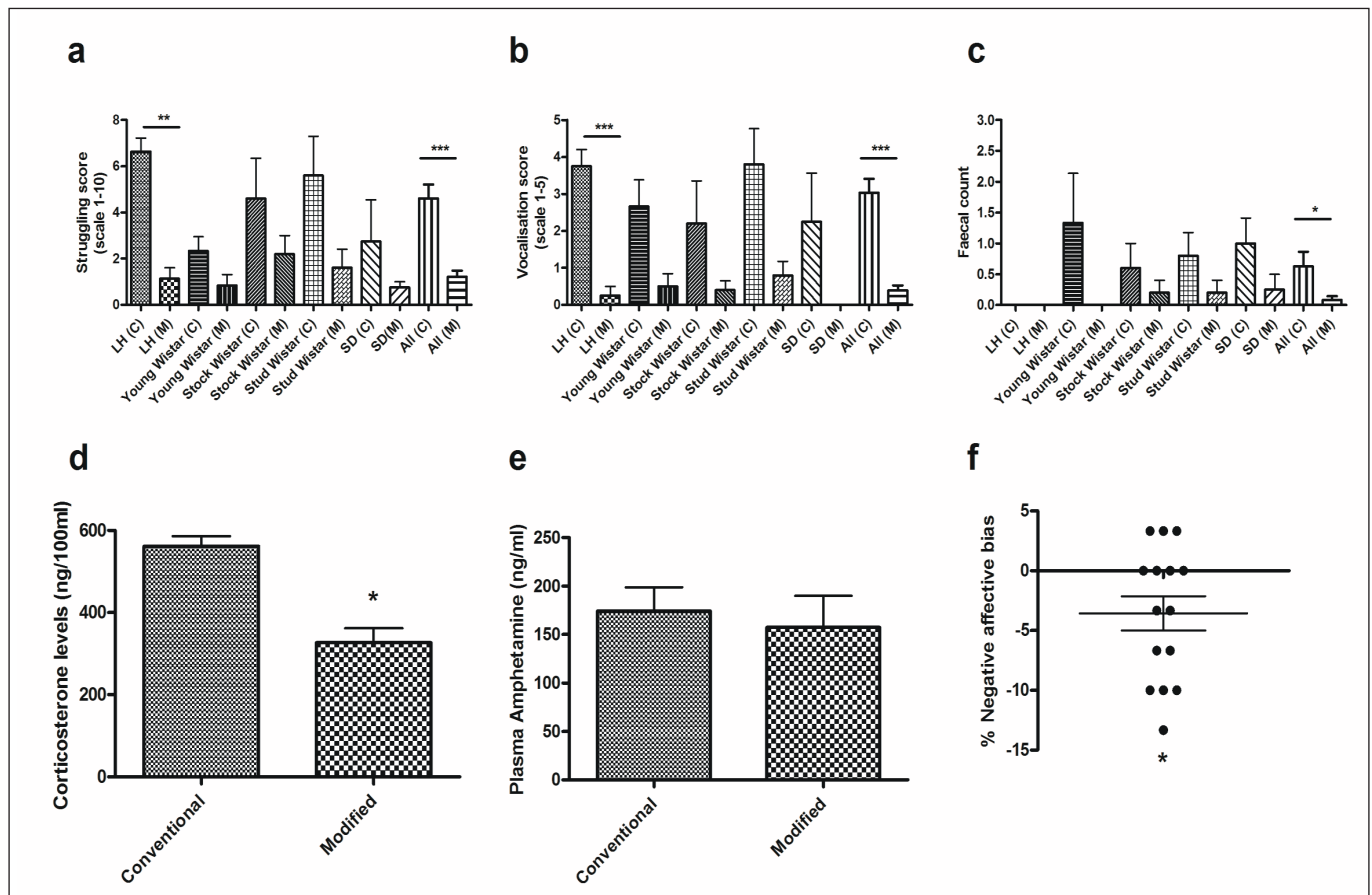 a
Struggling score
(scale 1-10)
8
6
4
2
0
**
***
LH (C)
LH (M)
Young Wistar (C)
Young Wistar (M)
Stock Wistar (C)
Stock Wistar (M)
Stud Wistar (C)
Stud Wistar (M)
SD (C)
SD(M)
All (C)
All (M)
b
Vocalisation score
(scale 1-5)
5
4
3
2
1
0
***
***
LH (C)
LH (M)
Young Wistar (C)
Young Wistar (M)
Stock Wistar (C)
Stock Wistar (M)
Stud Wistar (C)
Stud Wistar (M)
SD (C)
SD (M)
All (C)
All (M)
c
Faecal count
3.0
2.5
2.0
1.5
1.0
0.5
0.0
*
LH (C)
LH (M)
Young Wistar (C)
Young Wistar (M)
Stock Wistar (C)
Stock Wistar (M)
Stud Wistar (C)
Stud Wistar (M)
SD (C)
SD (M)
All (C)
All (M)
d
Corticosterone levels (ng/100ml)
600
400
200
0
*
Conventional
Modified
e
Plasma Amphetamine (ng/ml)
250
200
150
100
50
0
Conventional
Modified
f
% Negative affective bias
5
0
-5
-10
-15
*